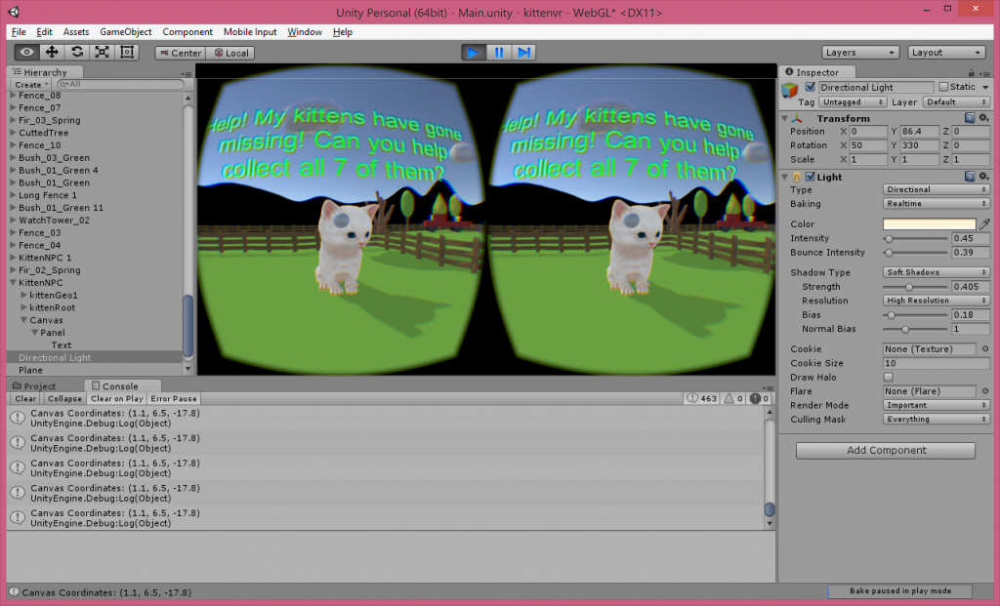 Unity Personal (64bit) - Main.unity - kittenvr - WebGL* <DX11>
File Edit Assets GameObject Component Mobile Input Window Help
Center Local
Layers Layout
Hierarchy
Create All
Fence_08
Fence_07
Fir_03_Spring
CuttedTree
Fence_10
Bush_03_Green
Bush_01_Green 4
Bush_01_Green
Long Fence 1
Bush_01_Green 11
WatchTower_02
Fence_03
Fence_04
KittenNPC 1
Fir_02_Spring
KittenNPC
kittenGeo1
kittenRoot
Canvas
Panel
Text
Directional Light
Plane
Help! My kittens have gone
missing! Can you help
collect all 7 of them?
Help! My kittens have gone
missing! Can you help
collect all 7 of them?
Inspector
Directional Light Static
Tag Untagged Layer Default
Transform
Position X 0 Y 86.4 Z 0
Rotation X 50 Y 330 Z 0
Scale X 1 Y 1 Z 1
Light
Type Directional
Baking Realtime
Color
Intensity 0.45
Bounce Intensity 0.39
Shadow Type Soft Shadows
Strength 0.405
Resolution High Resolution
Bias 0.18
Normal Bias 1
Cookie None (Texture)
Cookie Size 10
Draw Halo
Flare None (Flare)
Render Mode Important
Culling Mask Everything
Add Component
Project Console
Clear Collapse Clear on Play Error Pause 463 0 0
Canvas Coordinates: (1.1, 6.5, -17.8)
UnityEngine.Debug:Log(Object)
Canvas Coordinates: (1.1, 6.5, -17.8)
UnityEngine.Debug:Log(Object)
Canvas Coordinates: (1.1, 6.5, -17.8)
UnityEngine.Debug:Log(Object)
Canvas Coordinates: (1.1, 6.5, -17.8)
UnityEngine.Debug:Log(Object)
Canvas Coordinates: (1.1, 6.5, -17.8)
UnityEngine.Debug:Log(Object)
Canvas Coordinates: (1.1, 6.5, -17.8)
Bake paused in play mode